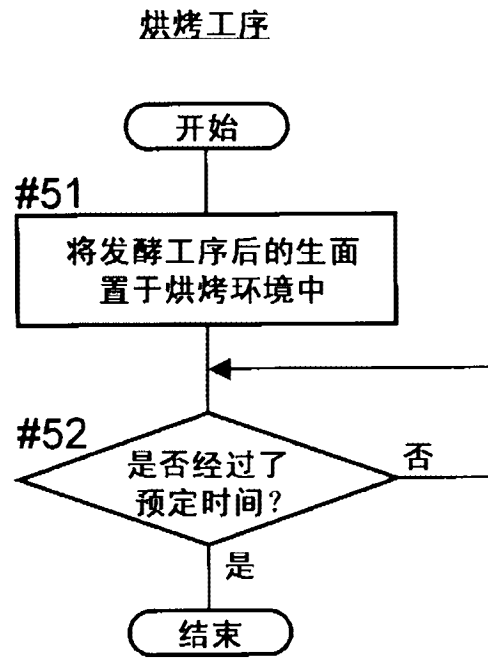 烘烤工序
开始
#51
将发酵工序后的生面
置于烘烤环境中
#52
是否经过了
预定时间?
否
是
结束